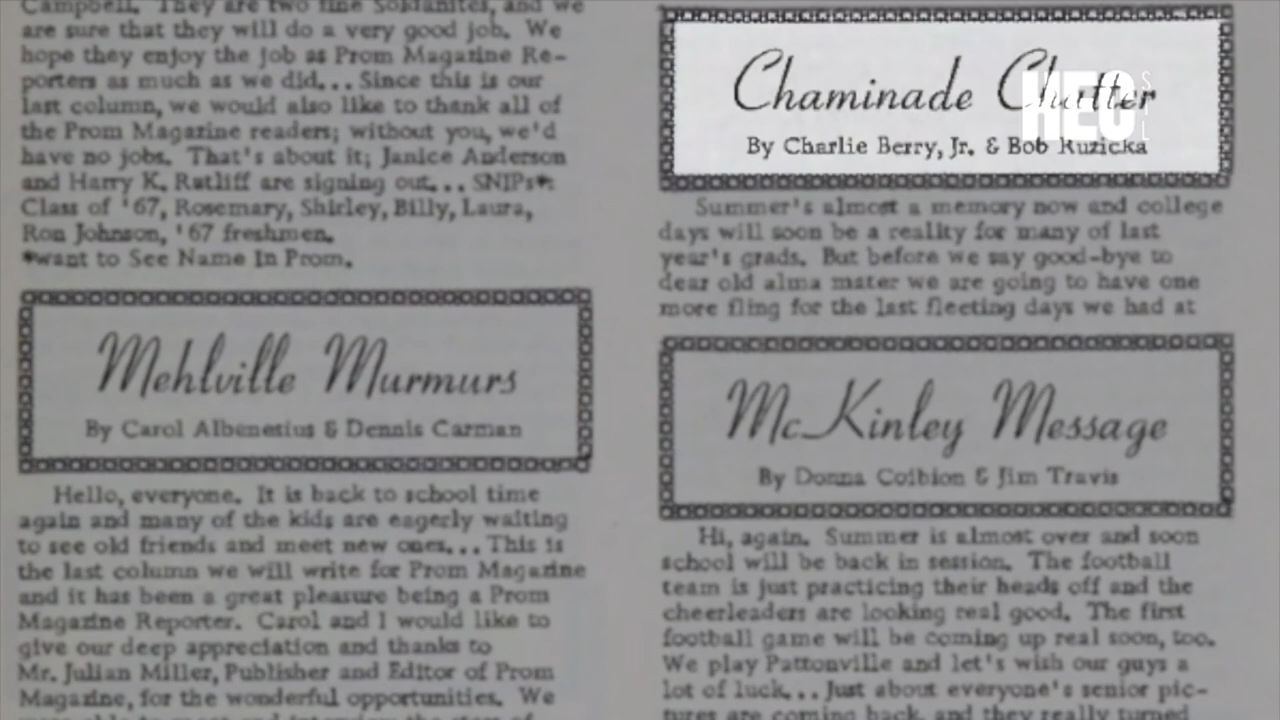 Campbell. They are two fine Soldanites, and we
are sure that they will do a very good job. We
hope they enjoy the job as Prom Magazine Re-
porters as much as we did... Since this is our
last column, we would also like to thank all of
the Prom Magazine readers; without you, we'd
have no jobs. That's about it; Janice Anderson
and Harry K. Ratliff are signing out... SNIPs*:
Class of '67, Rosemary, Shirley, Billy, Laura,
Ron Johnson, '67 freshmen.
*want to See Name In Prom.
Mehlville Murmurs
By Carol Albenesius & Dennis Carman
Hello, everyone. It is back to school time
again and many of the kids are eagerly waiting
to see old friends and meet new ones... This is
the last column we will write for Prom Magazine
and it has been a great pleasure being a Prom
Magazine Reporter. Carol and I would like to
give our deep appreciation and thanks to
Mr. Julian Miller, Publisher and Editor of Prom
Magazine, for the wonderful opportunities. We
Chaminade Chatter
By Charlie Berry, Jr. & Bob Ruzicka
HEC
STL
Summer's almost a memory now and college
days will soon be a reality for many of last
year's grads. But before we say good-bye to
dear old alma mater we are going to have one
more fling for the last fleeting days we had at
McKinley Message
By Donna Coibion & Jim Travis
Hi, again. Summer is almost over and soon
school will be back in session. The football
team is just practicing their heads off and the
cheerleaders are looking real good. The first
football game will be coming up real soon, too.
We play Pattonville and let's wish our guys a
lot of luck... Just about everyone's senior pic-
tures are coming back, and they really turned